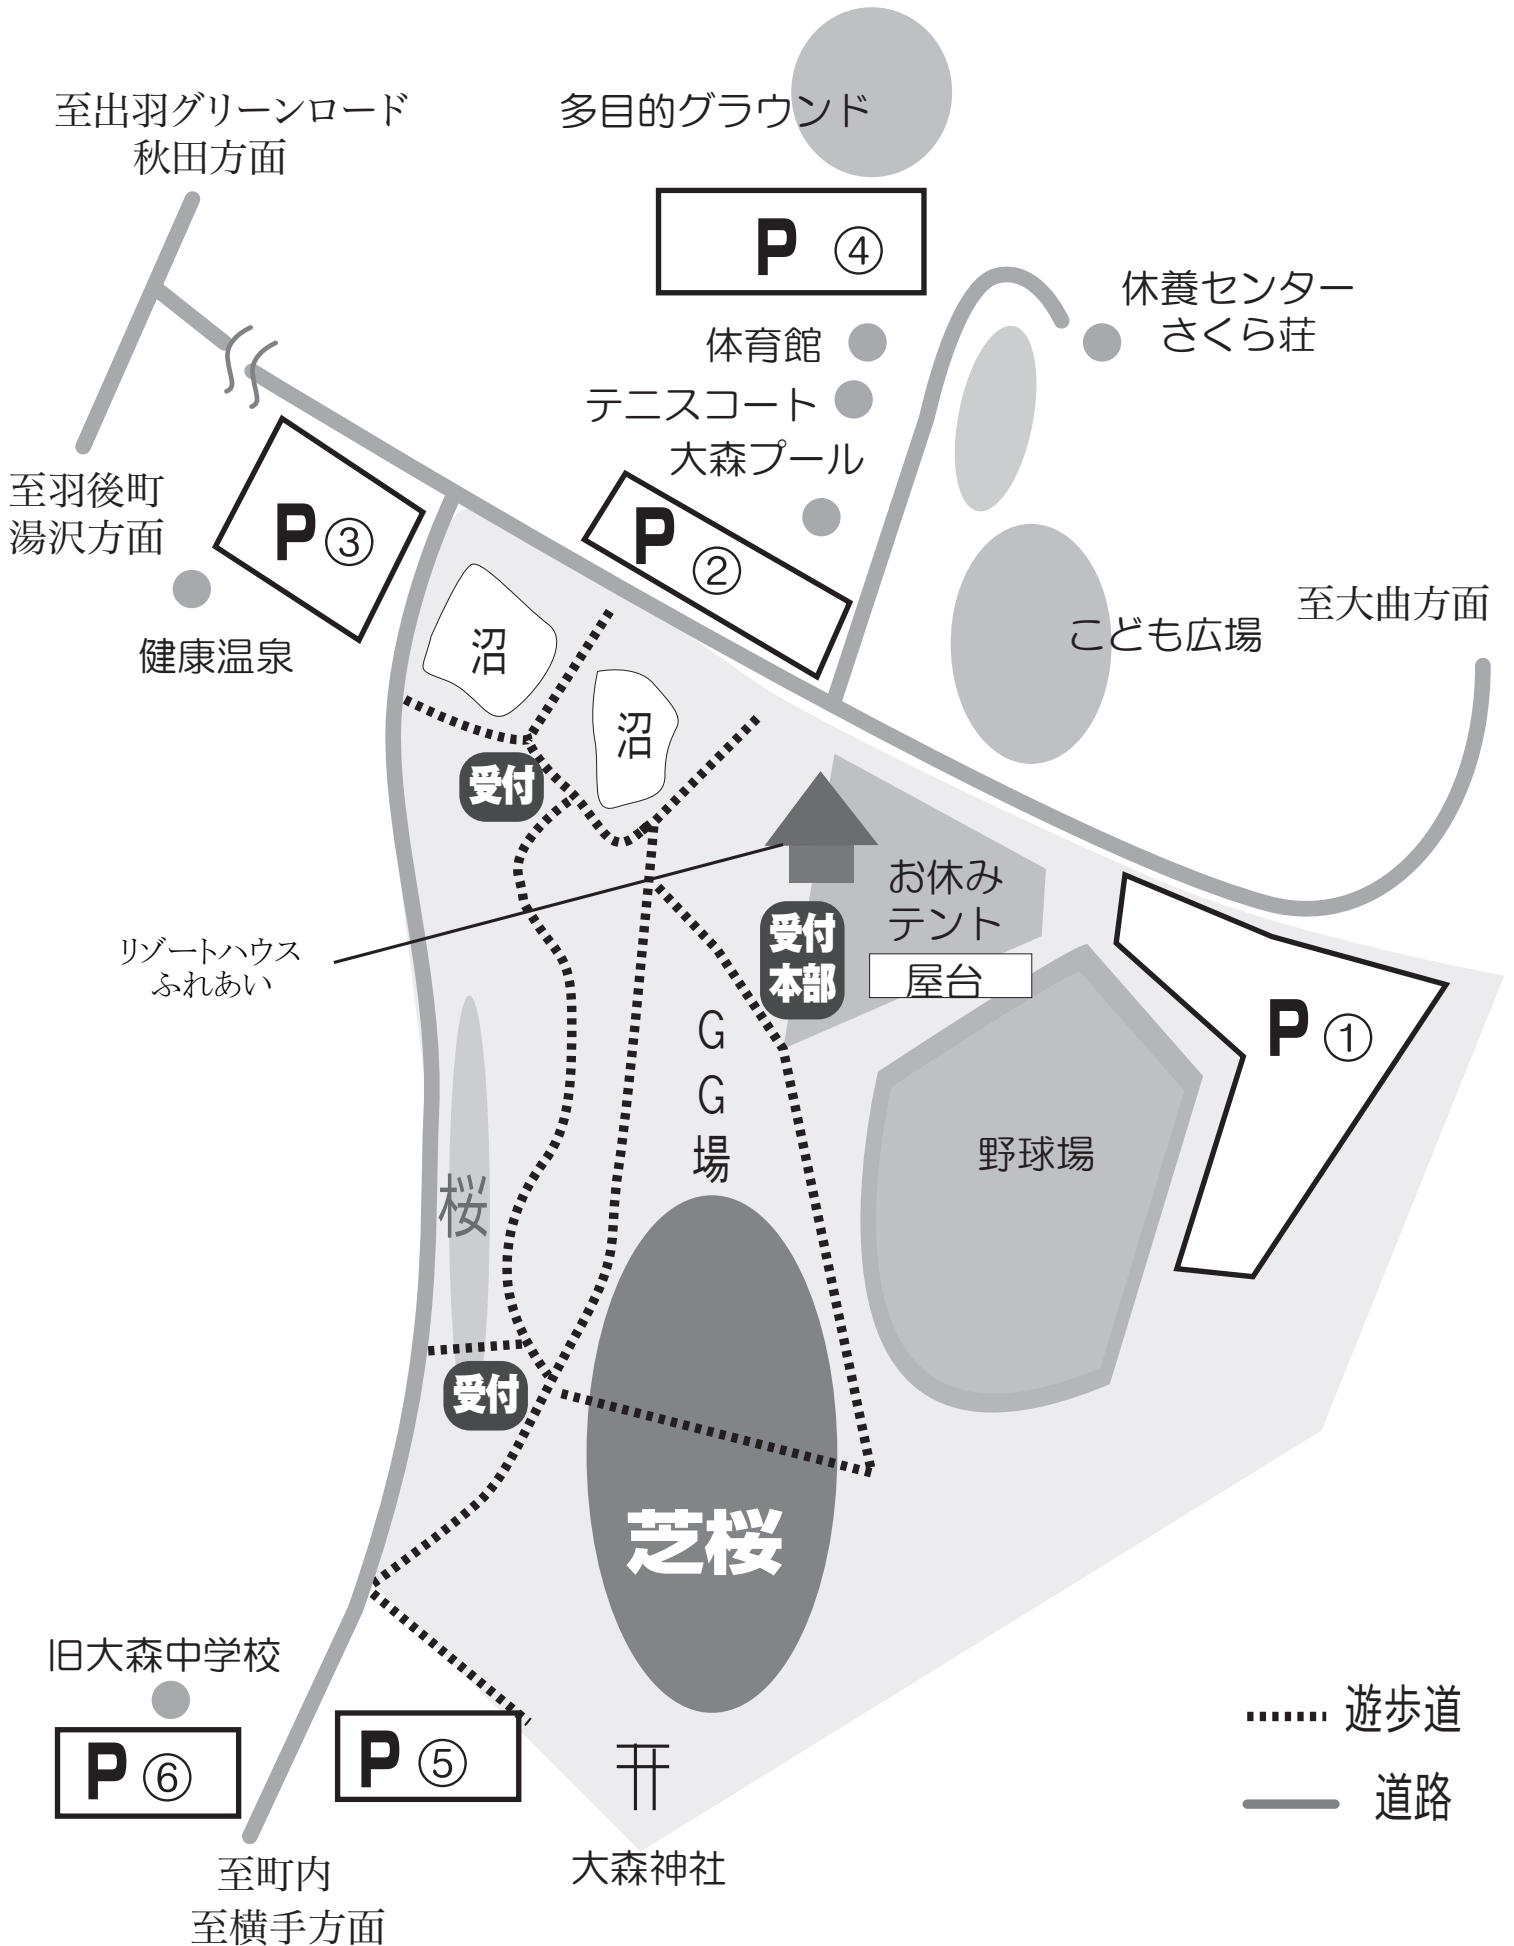 至出羽グリーンロード
秋田方面
多目的グラウンド
P ④
休養センター
さくら荘
体育館
テニスコート
大森プール
至羽後町
湯沢方面
P ③
P ②
健康温泉
至大曲方面
こども広場
沼
沼
受付
お休み
テント
リゾートハウス
ふれあい
受付
本部
屋台
P ①
G
G
場
野球場
桜
受付
芝桜
旧大森中学校
P ⑥
P ⑤
遊歩道
道路
大森神社
至町内
至横手方面